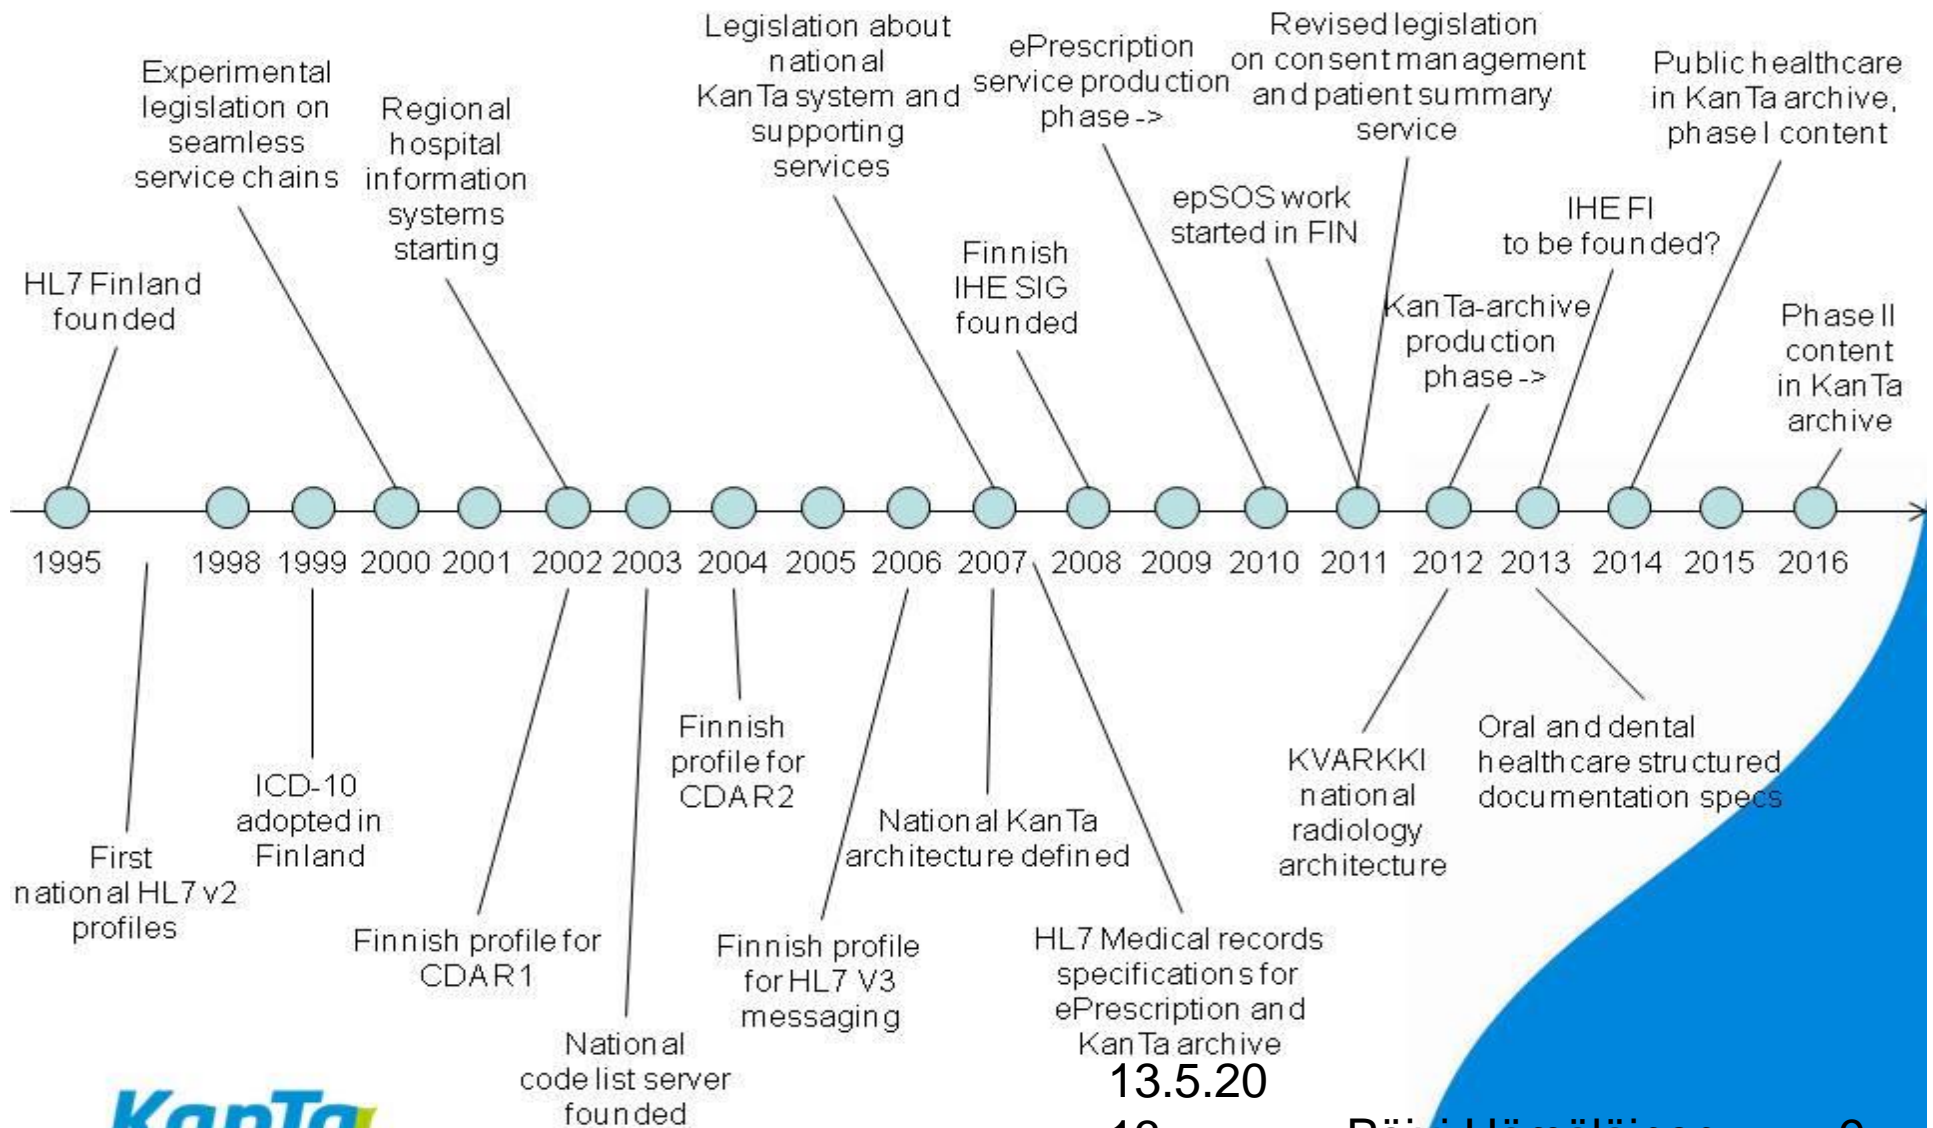 Experimental
legislation on
seamless
service chains
Regional
hospital
information
systems
starting
Legislation about
national
KanTa system and
supporting
services
ePrescription
service production
phase ->
Revised legislation
on consent management
and patient summary
service
Public healthcare
in KanTa archive,
phase I content
HL7 Finland
founded
Finnish
IHE SIG
founded
epSOS work
started in FIN
IHE FI
to be founded?
KanTa-archive
production
phase ->
Phase II
content
in KanTa
archive
1995 1998 1999 2000 2001 2002 2003 2004 2005 2006 2007 2008 2009 2010 2011 2012 2013 2014 2015 2016
First
national HL7 v2
profiles
ICD-10
adopted in
Finland
Finnish profile for
CDAR1
National
code list server
founded
Finnish
profile for
CDAR2
Finnish profile
for HL7 V3
messaging
National KanTa
architecture defined
HL7 Medical records
specifications for
ePrescription and
KanTa archive
KVARKKI
national
radiology
architecture
Oral and dental
healthcare structured
documentation specs
13.5.20
KanTa